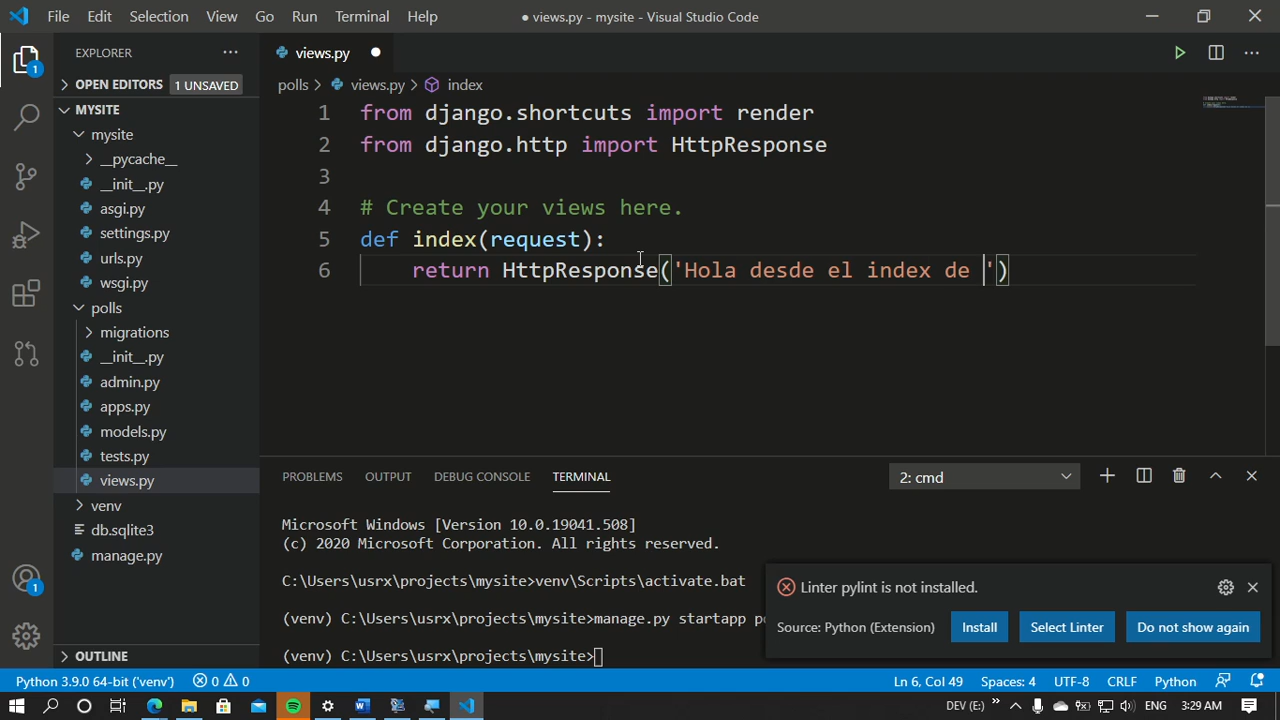 File Edit Selection View Go Run Terminal Help
● views.py - mysite - Visual Studio Code
EXPLORER
views.py
OPEN EDITORS 1 UNSAVED
polls > views.py > index
MYSITE
mysite
__pycache__
__init__.py
asgi.py
settings.py
urls.py
wsgi.py
polls
migrations
__init__.py
admin.py
apps.py
models.py
tests.py
views.py
venv
db.sqlite3
manage.py
OUTLINE
1
1
1 from django.shortcuts import render
2 from django.http import HttpResponse
3
4 # Create your views here.
5 def index(request):
6 return HttpResponse('Hola desde el index de ')
PROBLEMS OUTPUT DEBUG CONSOLE TERMINAL 2: cmd
Microsoft Windows [Version 10.0.19041.508]
(c) 2020 Microsoft Corporation. All rights reserved.
C:\Users\usrx\projects\mysite>venv\Scripts\activate.bat
(venv) C:\Users\usrx\projects\mysite>manage.py startapp po
(venv) C:\Users\usrx\projects\mysite>
Linter pylint is not installed.
Source: Python (Extension) Install Select Linter Do not show again
Python 3.9.0 64-bit ('venv') 0 0 Ln 6, Col 49 Spaces: 4 UTF-8 CRLF Python
DEV (E:) ENG 3:29 AM